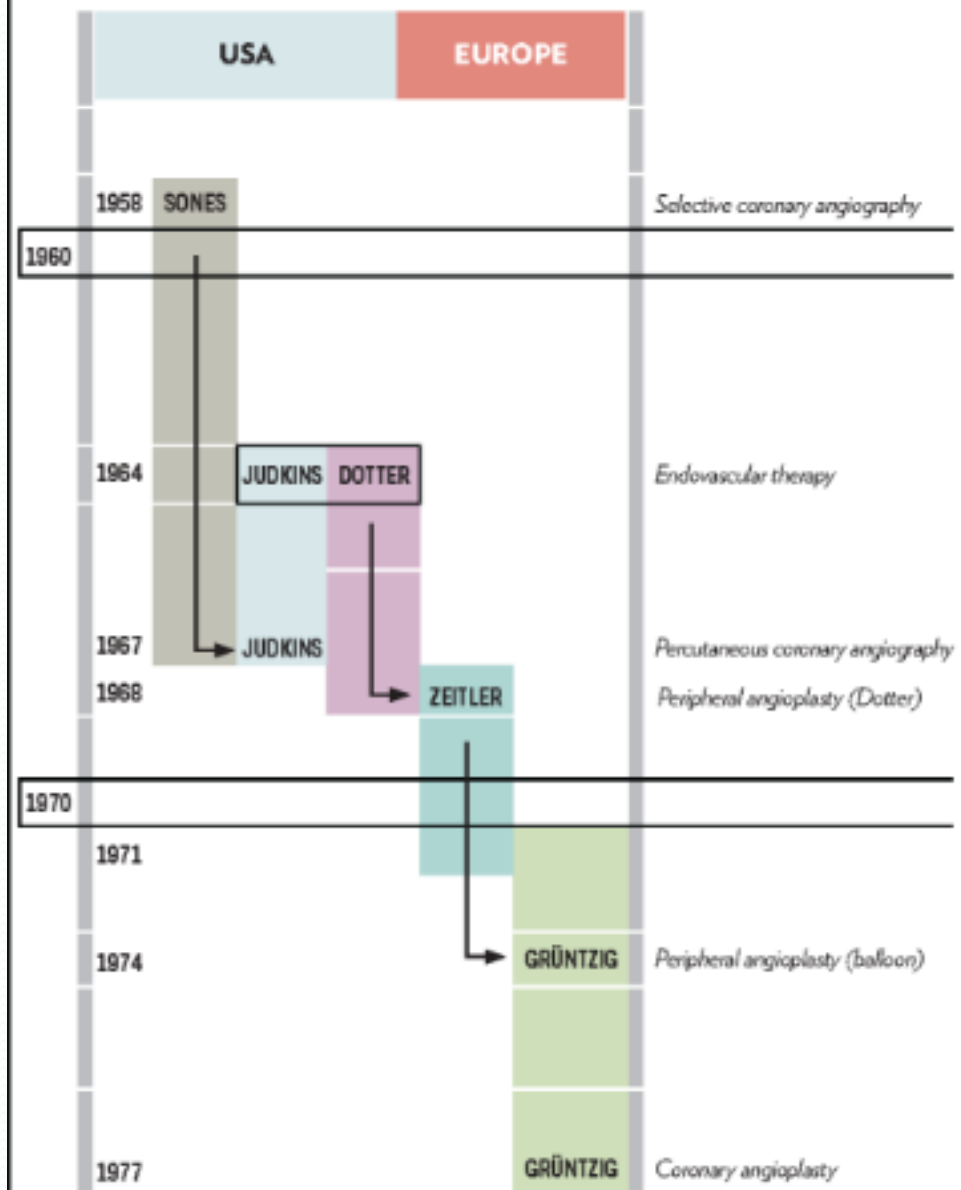 USA EUROPE
1958 SONES Selective coronary angiography
1960
1964 JUDKINS DOTTER Endovascular therapy
1967 JUDKINS Percutaneous coronary angiography
1968 ZEITLER Peripheral angioplasty (Dotter)
1970
1971
1974 GRÜNTZIG Peripheral angioplasty (balloon)
1977 GRÜNTZIG Coronary angioplasty